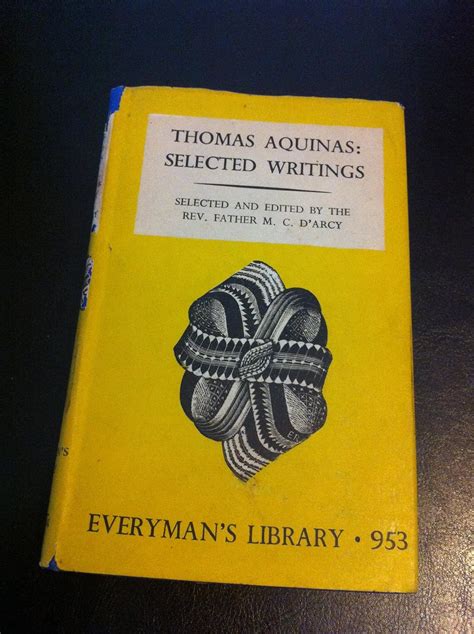 THOMAS AQUINAS:
SELECTED WRITINGS
SELECTED AND EDITED BY THE
REV. FATHER M. C. D'ARCY
EVERYMAN'S LIBRARY · 953